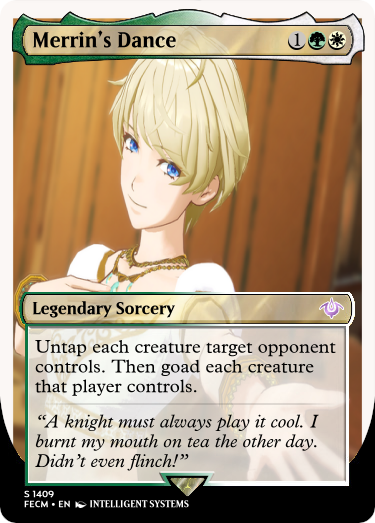 Merrin's Dance 1
Legendary Sorcery
Untap each creature target opponent
controls. Then goad each creature
that player controls.
“A knight must always play it cool. I
burnt my mouth on tea the other day.
Didn't even flinch!”
S 1409
FECM • EN INTELLIGENT SYSTEMS